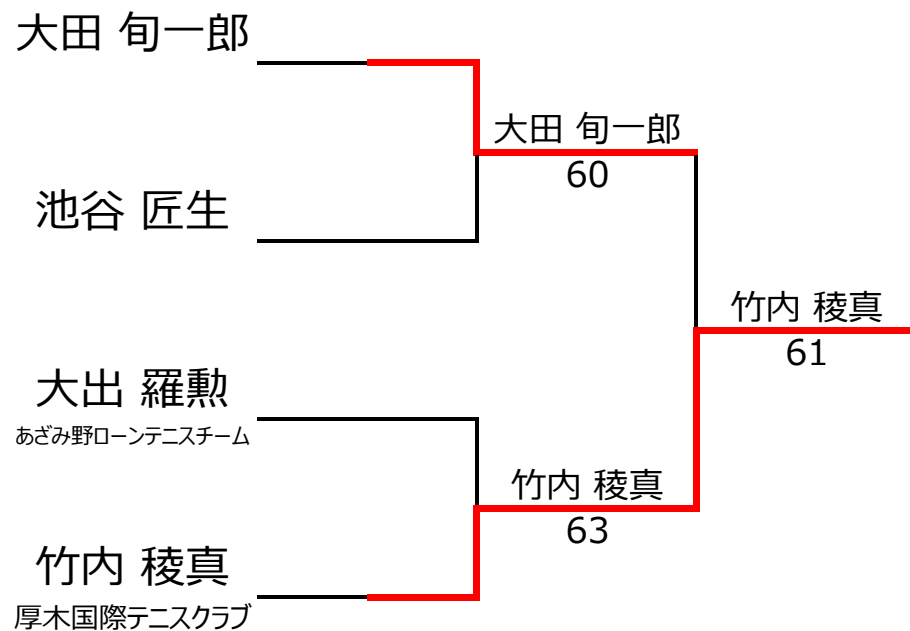 大田 旬一郎
大田 旬一郎
60
池谷 匠生
竹内 稜真
61
大出 羅勲
あざみ野ローンテニスチーム
竹内 稜真
63
竹内 稜真
厚木国際テニスクラブ